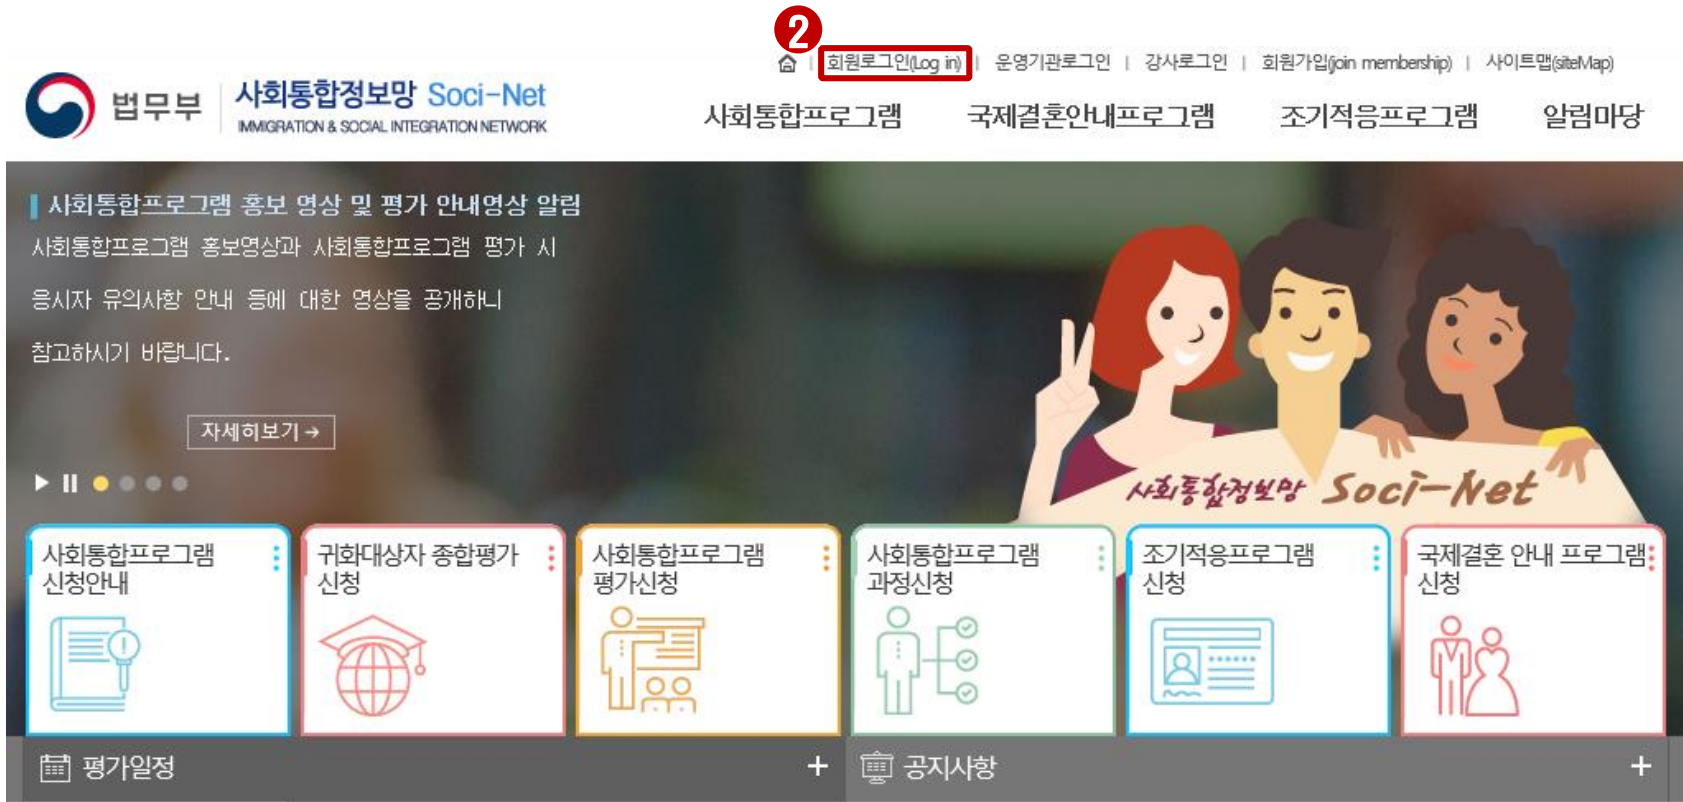 2
회원로그인(Log in) | 운영기관로그인 | 강사로그인 | 회원가입(join membership) | 사이트맵(siteMap)
법무부
사회통합정보망 Soci-Net
IMMIGRATION & SOCIAL INTEGRATION NETWORK
사회통합프로그램 국제결혼안내프로그램 조기적응프로그램 알림마당
사회통합프로그램 홍보 영상 및 평가 안내영상 알림
사회통합프로그램 홍보영상과 사회통합프로그램 평가 시
응시자 유의사항 안내 등에 대한 영상을 공개하니
참고하시기 바랍니다.
자세히보기→
사회통합정보망 Soci-Net
사회통합프로그램
신청안내
귀화대상자 종합평가
신청
사회통합프로그램
평가신청
사회통합프로그램
과정신청
조기적응프로그램
신청
국제결혼 안내 프로그램
신청
평가일정 +
공지사항 +